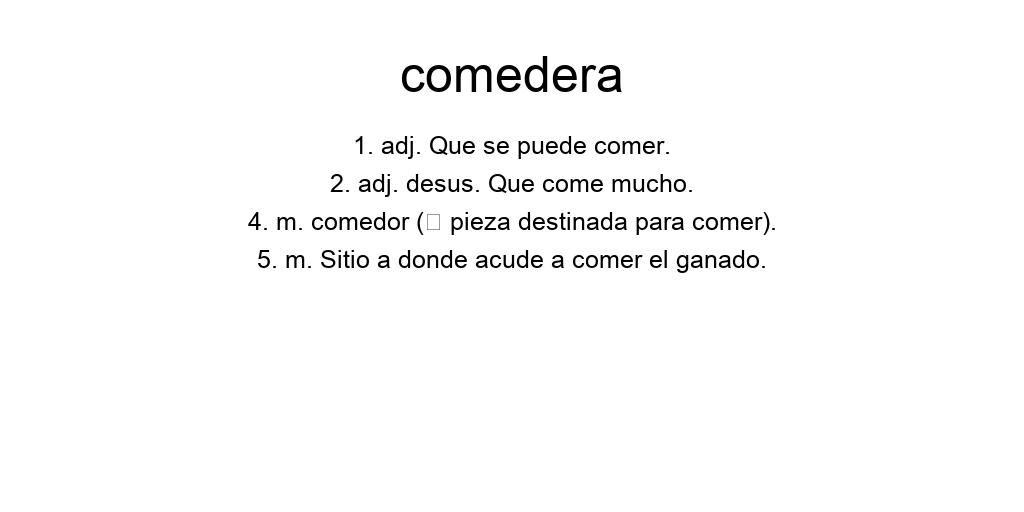 comedera
1. adj. Que se puede comer.
2. adj. desus. Que come mucho.
4. m. comedor (□ pieza destinada para comer).
5. m. Sitio a donde acude a comer el ganado.